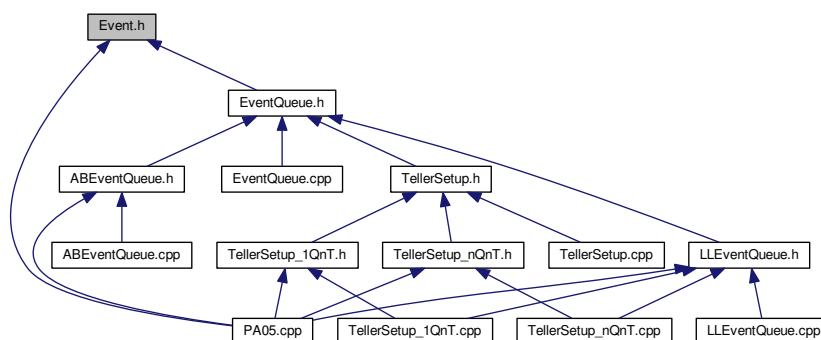 Event.h
EventQueue.h
ABEventQueue.h
EventQueue.cpp
TellerSetup.h
ABEventQueue.cpp
TellerSetup_1QnT.h
TellerSetup_nQnT.h
TellerSetup.cpp
LLEventQueue.h
PA05.cpp
TellerSetup_1QnT.cpp
TellerSetup_nQnT.cpp
LLEventQueue.cpp